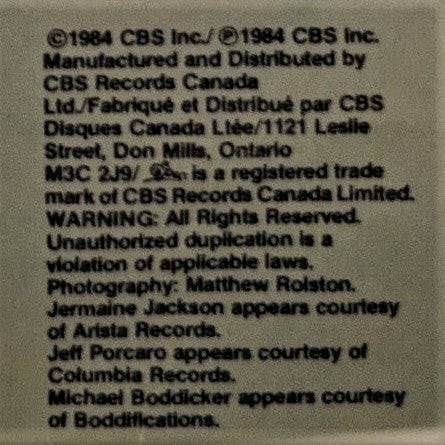 ©1984 CBS Inc./ ℗1984 CBS Inc.
Manufactured and Distributed by
CBS Records Canada
Ltd./Fabriqué et Distribué par CBS
Disques Canada Ltée/1121 Leslie
Street, Don Mills, Ontario
M3C 2J9/ is a registered trade
mark of CBS Records Canada Limited.
WARNING: All Rights Reserved.
Unauthorized duplication is a
violation of applicable laws.
Photography: Matthew Rolston.
Jermaine Jackson appears courtesy
of Arista Records.
Jeff Porcaro appears courtesy of
Columbia Records.
Michael Boddicker appears courtesy
of Boddifications.